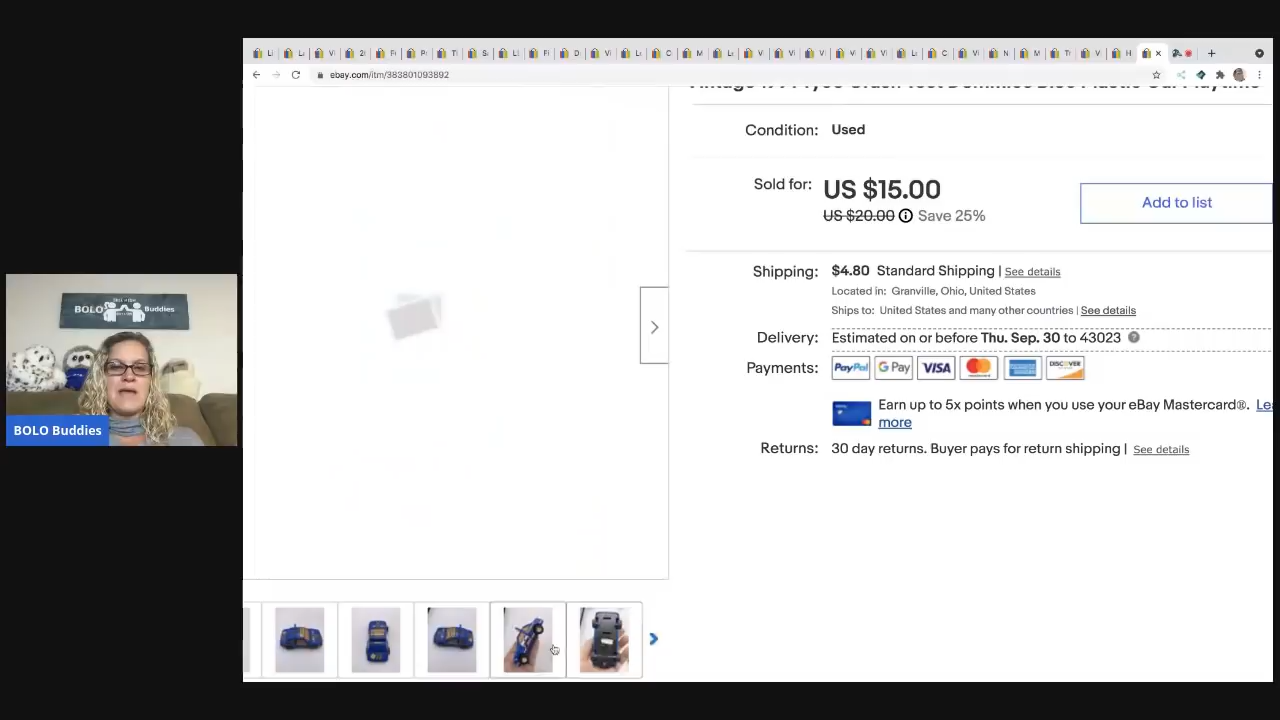 ebay.com/itm/383801093892
Condition: Used
Sold for: US $15.00
US $20.00 Save 25%
Add to list
Shipping: $4.80 Standard Shipping | See details
Located in: Granville, Ohio, United States
Ships to: United States and many other countries | See details
Delivery: Estimated on or before Thu. Sep. 30 to 43023
Payments: PayPal G Pay VISA mastercard DISCOVER
Earn up to 5x points when you use your eBay Mastercard®. Le
more
Returns: 30 day returns. Buyer pays for return shipping | See details
BOLO Buddies
BOLO Buddies